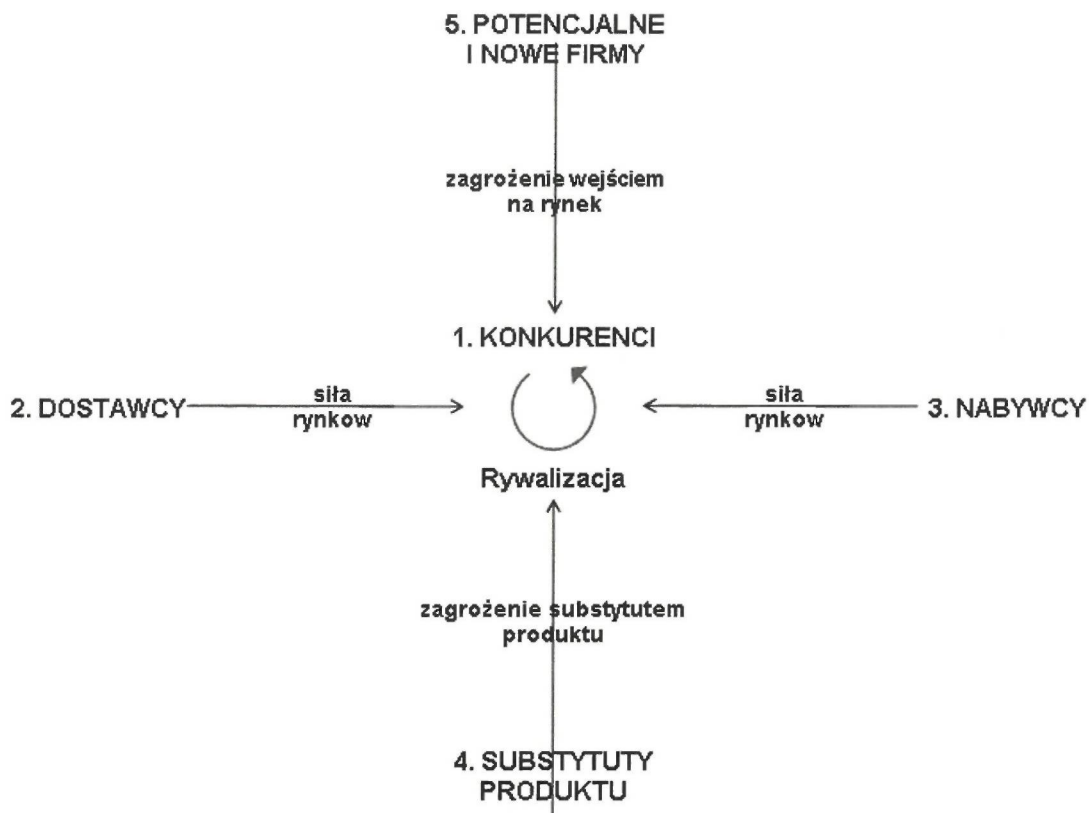 5. POTENCJALNE
I NOWE FIRMY
zagrożenie wejściem
na rynek
1. KONKURENCI
2. DOSTAWCY
siła
rynkow
siła
rynkow
3. NABYWCY
Rywalizacja
zagrożenie substytutem
produktu
4. SUBSTYTUTY
PRODUKTU